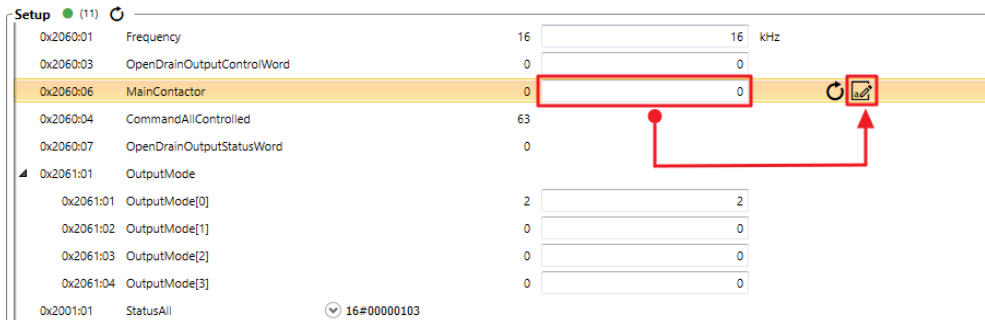 Setup (11)
0x2060:01 Frequency 16 16 kHz
0x2060:03 OpenDrainOutputControlWord 0 0
0x2060:06 MainContactor 0 0
0x2060:04 CommandAllControlled 63
0x2060:07 OpenDrainOutputStatusWord 0
0x2061:01 OutputMode
0x2061:01 OutputMode[0] 2 2
0x2061:02 OutputMode[1] 0 0
0x2061:03 OutputMode[2] 0 0
0x2061:04 OutputMode[3] 0 0
0x2001:01 StatusAll 16#00000103